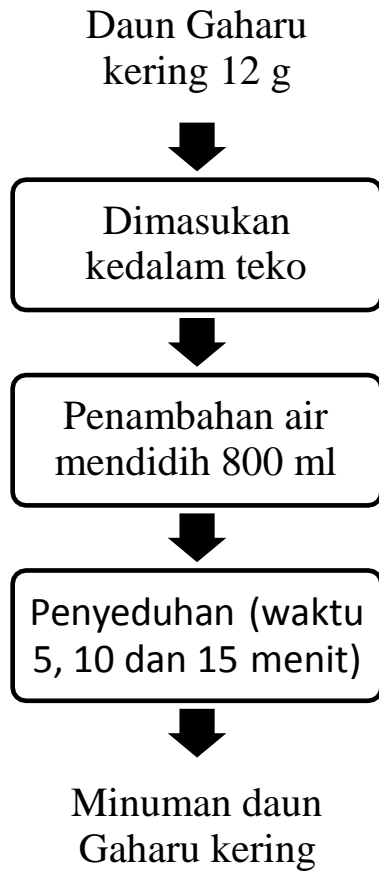 Daun Gaharu
kering 12 g
Dimasukan
kedalam teko
Penambahan air
mendidih 800 ml
Penyeduhan (waktu
5, 10 dan 15 menit)
Minuman daun
Gaharu kering